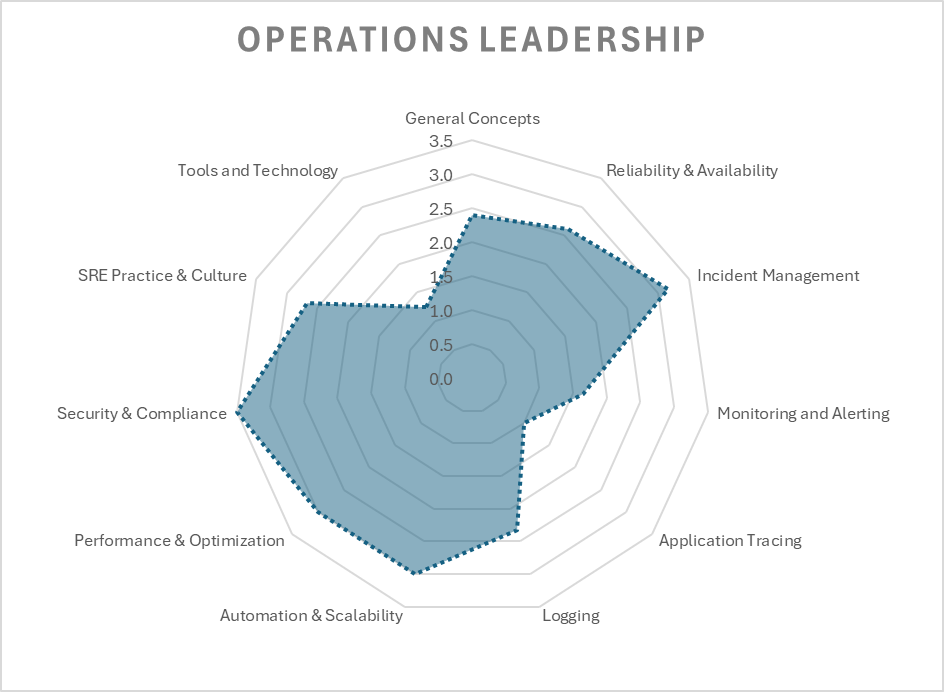 OPERATIONS LEADERSHIP
General Concepts
3.5
3.0
2.5
2.0
1.5
1.0
0.5
0.0
Reliability & Availability
Incident Management
Monitoring and Alerting
Application Tracing
Logging
Automation & Scalability
Performance & Optimization
Security & Compliance
SRE Practice & Culture
Tools and Technology